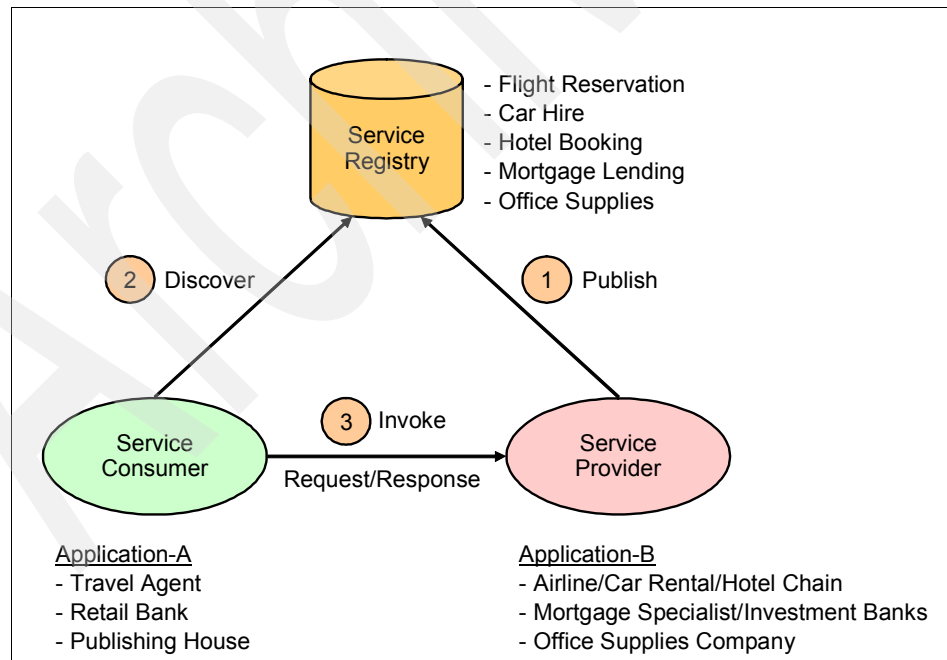 - Flight Reservation
- Car Hire
- Hotel Booking
- Mortgage Lending
- Office Supplies
Service
Registry
2 Discover
1 Publish
3 Invoke
Request/Response
Service
Consumer
Service
Provider
Application-A
- Travel Agent
- Retail Bank
- Publishing House
Application-B
- Airline/Car Rental/Hotel Chain
- Mortgage Specialist/Investment Banks
- Office Supplies Company